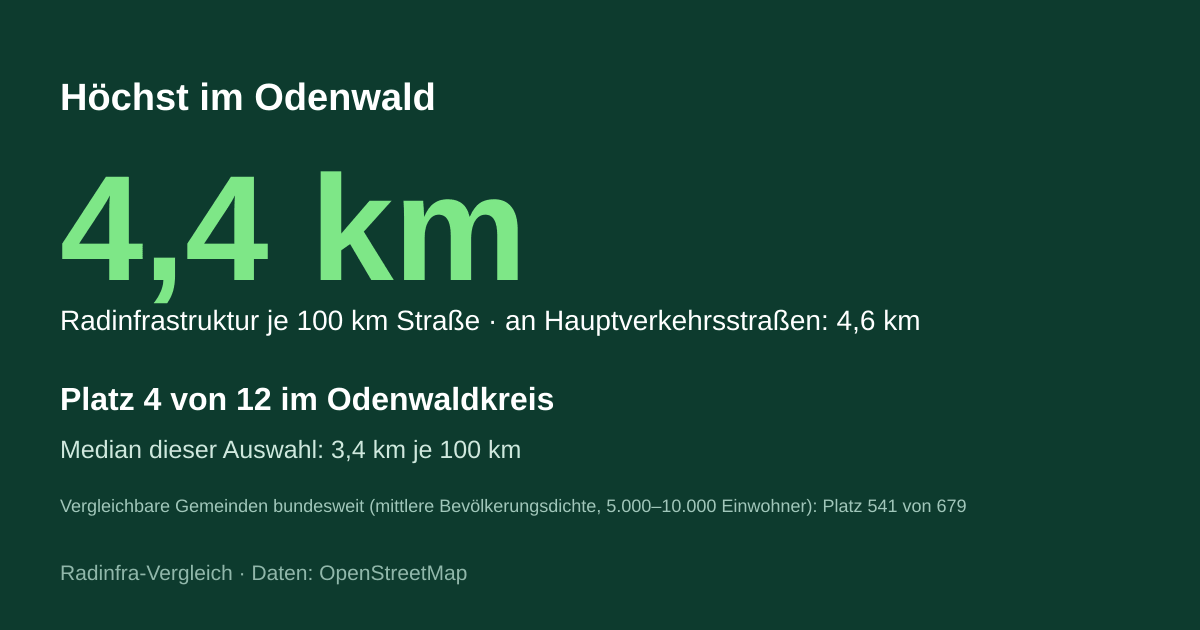 Höchst im Odenwald
4,4 km
Radinfrastruktur je 100 km Straße · an Hauptverkehrsstraßen: 4,6 km
Platz 4 von 12 im Odenwaldkreis
Median dieser Auswahl: 3,4 km je 100 km
Vergleichbare Gemeinden bundesweit (mittlere Bevölkerungsdichte, 5.000–10.000 Einwohner): Platz 541 von 679
Radinfra-Vergleich · Daten: OpenStreetMap